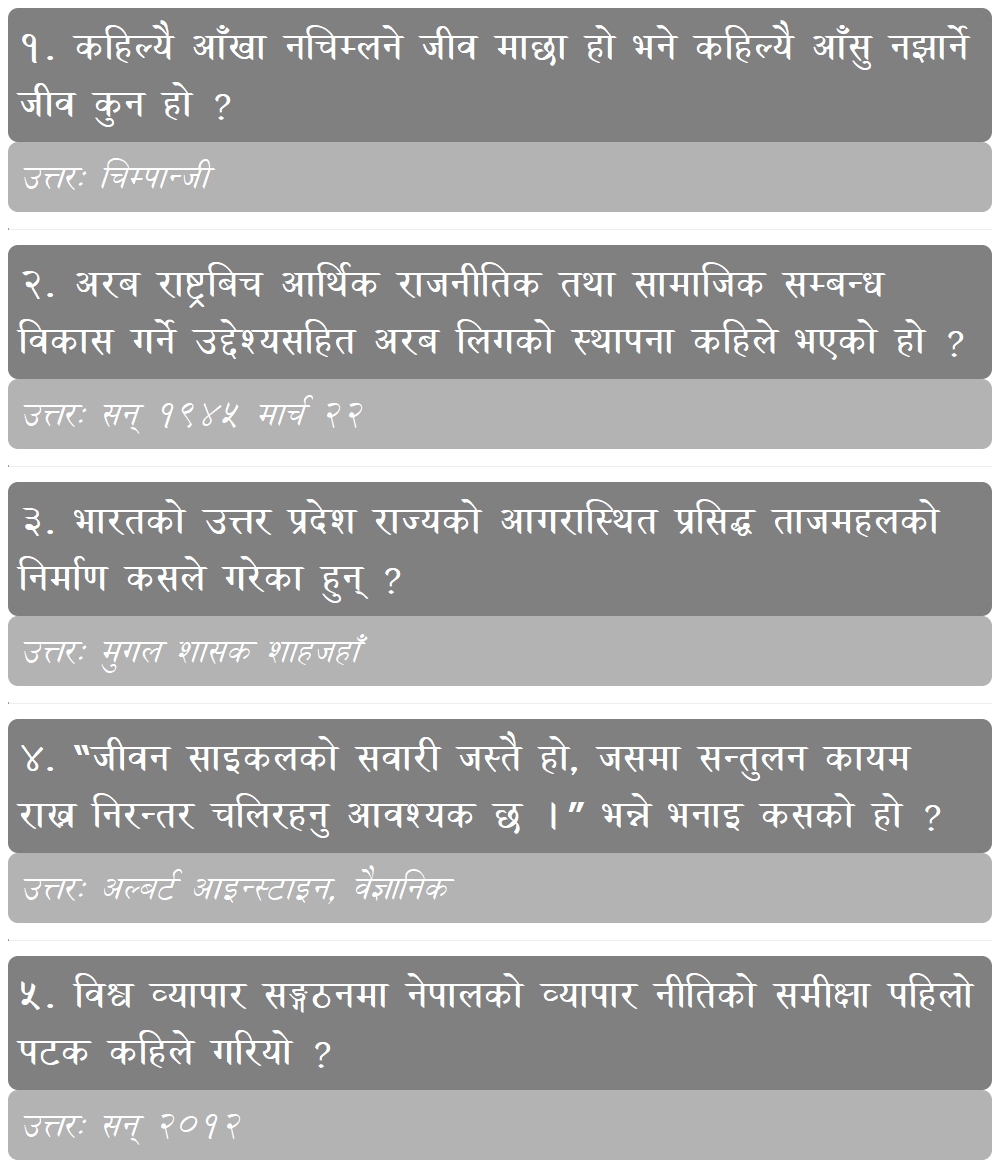 १. कहिल्यै आँखा नचिम्लने जीव माछा हो भने कहिल्यै आँसु नझार्ने
जीव कुन हो ?
उत्तरः चिम्पान्जी
२. अरब राष्ट्रबिच आर्थिक राजनीतिक तथा सामाजिक सम्बन्ध
विकास गर्ने उद्देश्यसहित अरब लिगको स्थापना कहिले भएको हो ?
उत्तरः सन् १९४५ मार्च २२
३. भारतको उत्तर प्रदेश राज्यको आगरास्थित प्रसिद्ध ताजमहलको
निर्माण कसले गरेका हुन् ?
उत्तरः मुगल शासक शाहजहाँ
४. “जीवन साइकलको सवारी जस्तै हो, जसमा सन्तुलन कायम
राख्न निरन्तर चलिरहनु आवश्यक छ ।” भन्ने भनाइ कसको हो ?
उत्तरः अल्बर्ट आइन्स्टाइन, वैज्ञानिक
५. विश्व व्यापार सङ्गठनमा नेपालको व्यापार नीतिको समीक्षा पहिलो
पटक कहिले गरियो ?
उत्तरः सन् २०१२